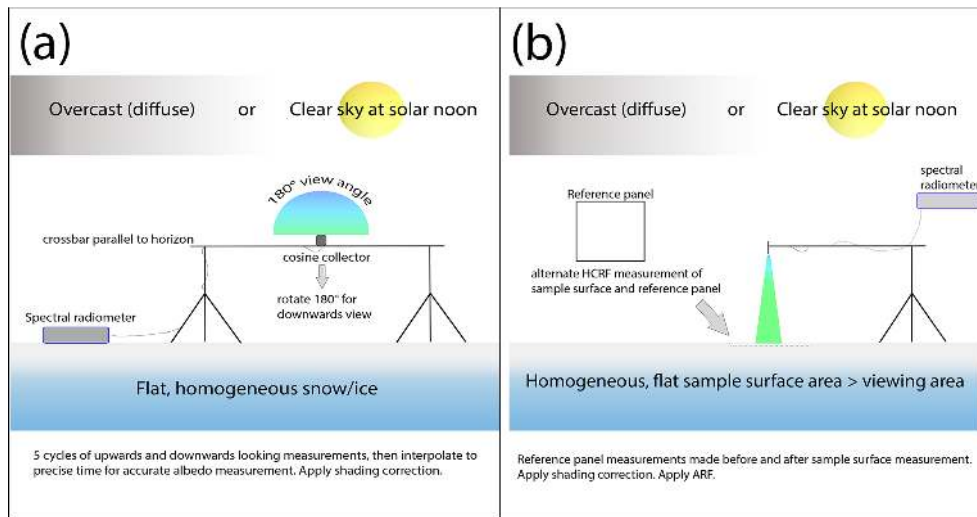 (a)
Overcast (diffuse) or Clear sky at solar noon
180° view angle
crossbar parallel to horizon
cosine collector
rotate 180° for
downwards view
Spectral radiometer
Flat, homogeneous snow/ice
5 cycles of upwards and downwards looking measurements, then interpolate to
precise time for accurate albedo measurement. Apply shading correction.
(b)
Overcast (diffuse) or Clear sky at solar noon
spectral
radiometer
Reference panel
alternate HCRF measurement of
sample surface and reference panel
Homogeneous, flat sample surface area > viewing area
Reference panel measurements made before and after sample surface measurement.
Apply shading correction. Apply ARF.